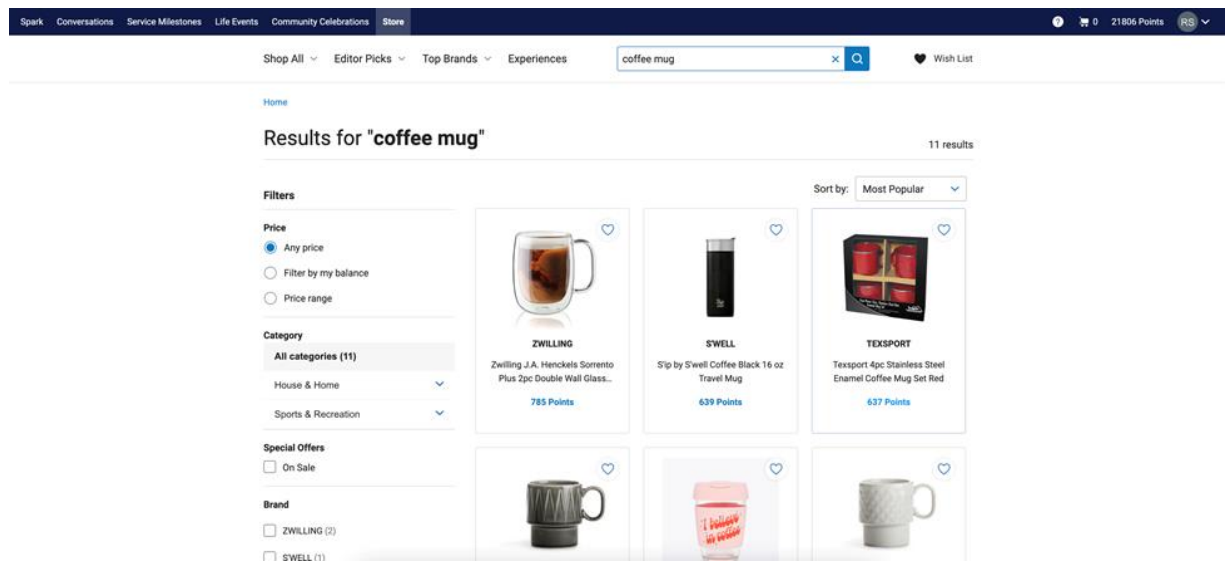 Spark Conversations Service Milestones Life Events Community Celebrations Store
? 0 21806 Points RS
Shop All Editor Picks Top Brands Experiences
coffee mug
Wish List
Home
Results for "coffee mug"
11 results
Sort by: Most Popular
Filters
Price
Any price
Filter by my balance
Price range
Category
All categories (11)
House & Home
Sports & Recreation
Special Offers
On Sale
Brand
ZWILLING (2)
S'WELL (1)
ZWILLING
Zwilling J.A. Henckels Sorrento
Plus 2pc Double Wall Glass...
785 Points
S'WELL
S'ip by S'well Coffee Black 16 oz
Travel Mug
639 Points
TEXSPORT
Texsport 4pc Stainless Steel
Enamel Coffee Mug Set Red
637 Points
I believe
in coffee